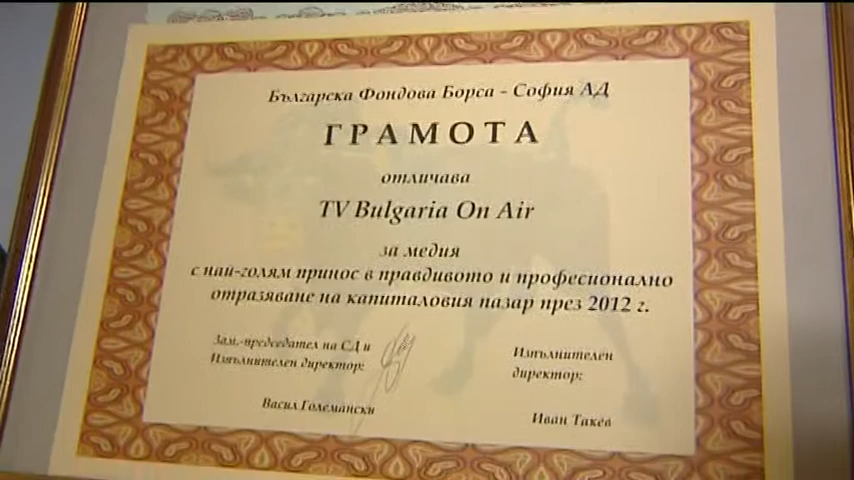 Българска Фондова Борса - София АД
ГРАМОТА
отличава
TV Bulgaria On Air
за медия
с най-голям принос в правдивото и професионално
отразяване на капиталовия пазар през 2012 г.
Зам.-председател на СД и
Изпълнителен директор:
Васил Големански
Изпълнителен
директор:
Иван Такев